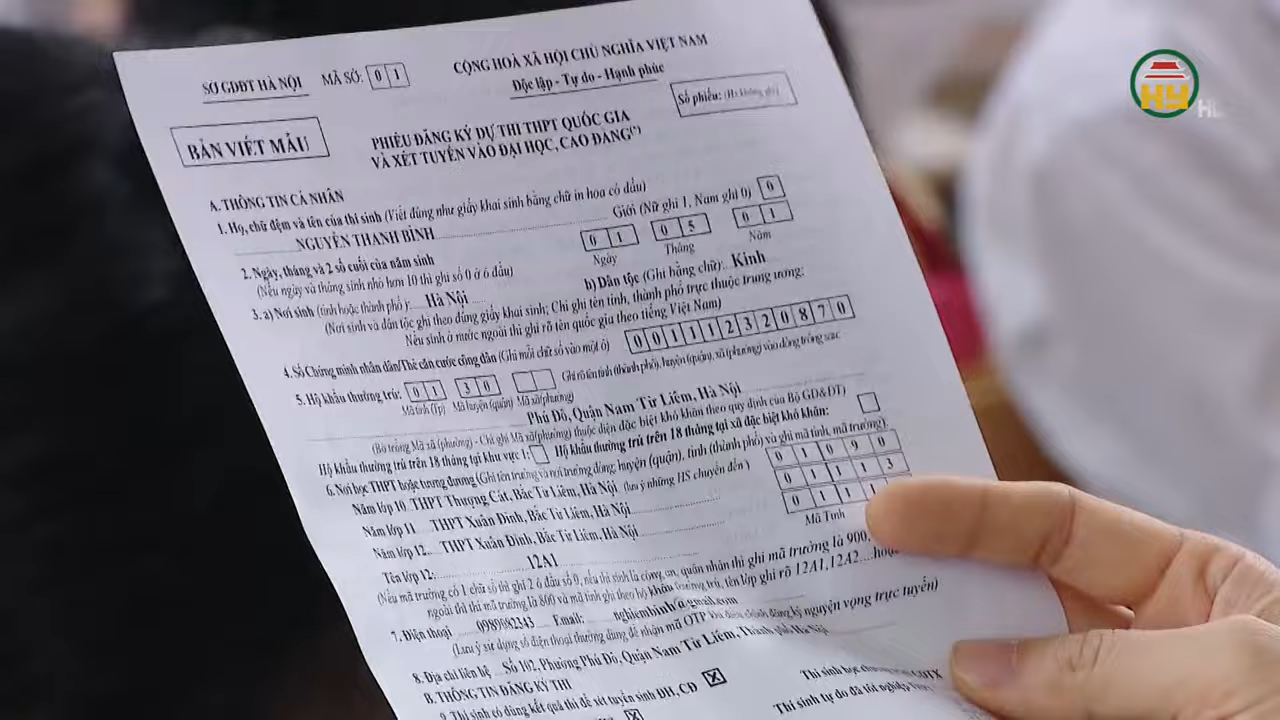 SỞ GDĐT HÀ NỘI MÃ SỐ: 0 1
CỘNG HOÀ XÃ HỘI CHỦ NGHĨA VIỆT NAM
Độc lập - Tự do - Hạnh phúc
Số phiếu: (Hs không ghi)
BẢN VIẾT MẪU
PHIẾU ĐĂNG KÝ DỰ THI THPT QUỐC GIA
VÀ XÉT TUYỂN VÀO ĐẠI HỌC, CAO ĐẲNG(*)
A. THÔNG TIN CÁ NHÂN
1. Họ, chữ đệm và tên của thí sinh (Viết đúng như giấy khai sinh bằng chữ in hoa có dấu)
NGUYỄN THANH BÌNH Giới (Nữ ghi 1, Nam ghi 0) 0
2. Ngày, tháng và 2 số cuối của năm sinh 0 1 0 5 0 1
(Nếu ngày và tháng sinh nhỏ hơn 10 thì ghi số 0 ở ô đầu) Ngày Tháng Năm
3. a) Nơi sinh (tỉnh hoặc thành phố): Hà Nội b) Dân tộc (Ghi bằng chữ): Kinh
(Nơi sinh và dân tộc ghi theo đúng giấy khai sinh; Chỉ ghi tên tỉnh, thành phố trực thuộc trung ương;
Nếu sinh ở nước ngoài thì ghi rõ tên quốc gia theo tiếng Việt Nam)
4. Số Chứng minh nhân dân/Thẻ căn cước công dân (Ghi mỗi chữ số vào một ô) 0 0 1 1 1 2 3 2 0 8 7 0
5. Hộ khẩu thường trú: 0 1 3 0 Ghi rõ tên tỉnh (thành phố), huyện (quận), xã (phường) vào dòng trống sau:
Mã tỉnh (Tp) Mã huyện (quận) Mã xã(phường)
Phú Đô, Quận Nam Từ Liêm, Hà Nội
(Bỏ trống Mã xã (phường) - Chỉ ghi Mã xã(phường) thuộc diện đặc biệt khó khăn theo quy định của Bộ GD&ĐT)
Hộ khẩu thường trú trên 18 tháng tại khu vực 1: Hộ khẩu thường trú trên 18 tháng tại xã đặc biệt khó khăn:
6. Nơi học THPT hoặc tương đương (Ghi tên trường và nơi trường đóng: huyện (quận), tỉnh (thành phố) và ghi mã tỉnh, mã trường)
Năm lớp 10 THPT Thượng Cát, Bắc Từ Liêm, Hà Nội (lưu ý những HS chuyển đến) 0 1 0 9 0
Năm lớp 11 THPT Xuân Đỉnh, Bắc Từ Liêm, Hà Nội 0 1 1 1 3
Năm lớp 12 THPT Xuân Đỉnh, Bắc Từ Liêm, Hà Nội 0 1 1 1
Mã Tỉnh
Tên lớp 12: 12A1
(Nếu mã trường có 1 chữ số thì ghi 2 ô đầu số 0, nếu thí sinh là công an, quân nhân thì ghi mã trường là 900,
ngoài thì mã trường là 800 và mã tỉnh ghi theo hộ khẩu thường trú, tên lớp ghi rõ 12A1,12A2....hoặc
7. Điện thoại 0989982343 Email: nghiembinh@gmail.com
(Lưu ý sử dụng số điện thoại thường dùng để nhận mã OTP khi điều chỉnh đăng ký nguyện vọng trực tuyến)
8. Địa chỉ liên hệ Số 102, Phường Phú Đô, Quận Nam Từ Liêm, Thành phố Hà Nội
B. THÔNG TIN ĐĂNG KÝ THI
9. Thí sinh có dùng kết quả thi để xét tuyển sinh ĐH, CĐ X
Thí sinh học GDTX
Thí sinh tự do đã tốt nghiệp
HY